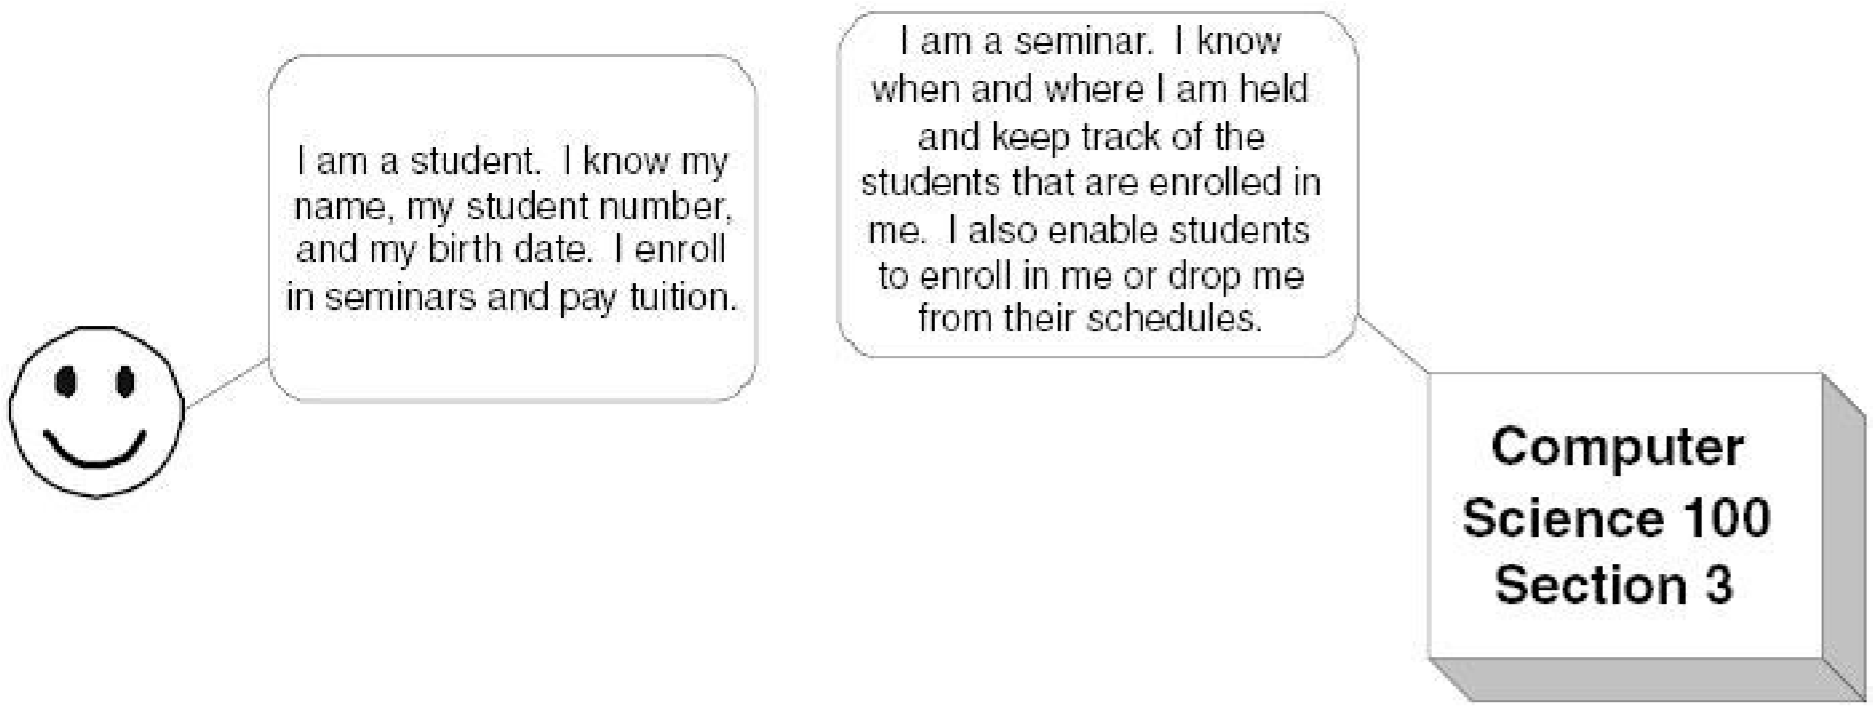 I am a student.  I know my
name, my student number,
and my birth date.  I enroll
in seminars and pay tuition.
I am a seminar.  I know
when and where I am held
and keep track of the
students that are enrolled in
me.  I also enable students
to enroll in me or drop me
from their schedules.
Computer
Science 100
Section 3